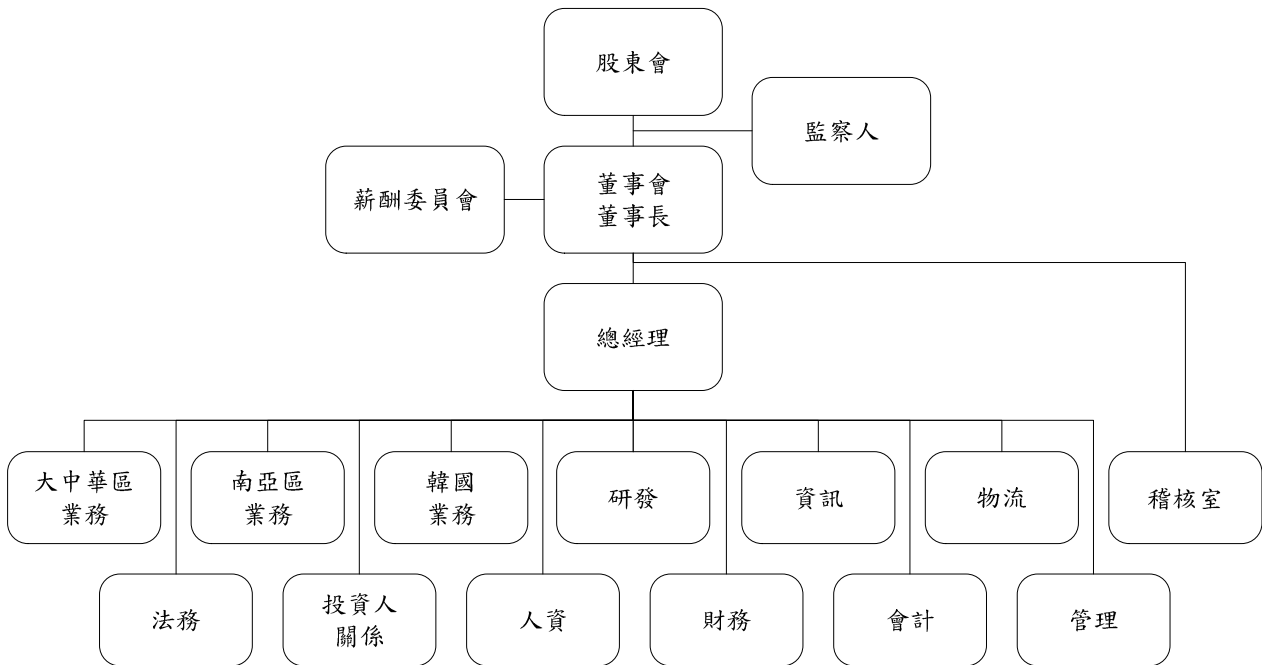 股東會
監察人
薪酬委員會
董事會
董事長
總經理
大中華區
業務
南亞區
業務
韓國
業務
研發
資訊
物流
稽核室
法務
投資人
關係
人資
財務
會計
管理